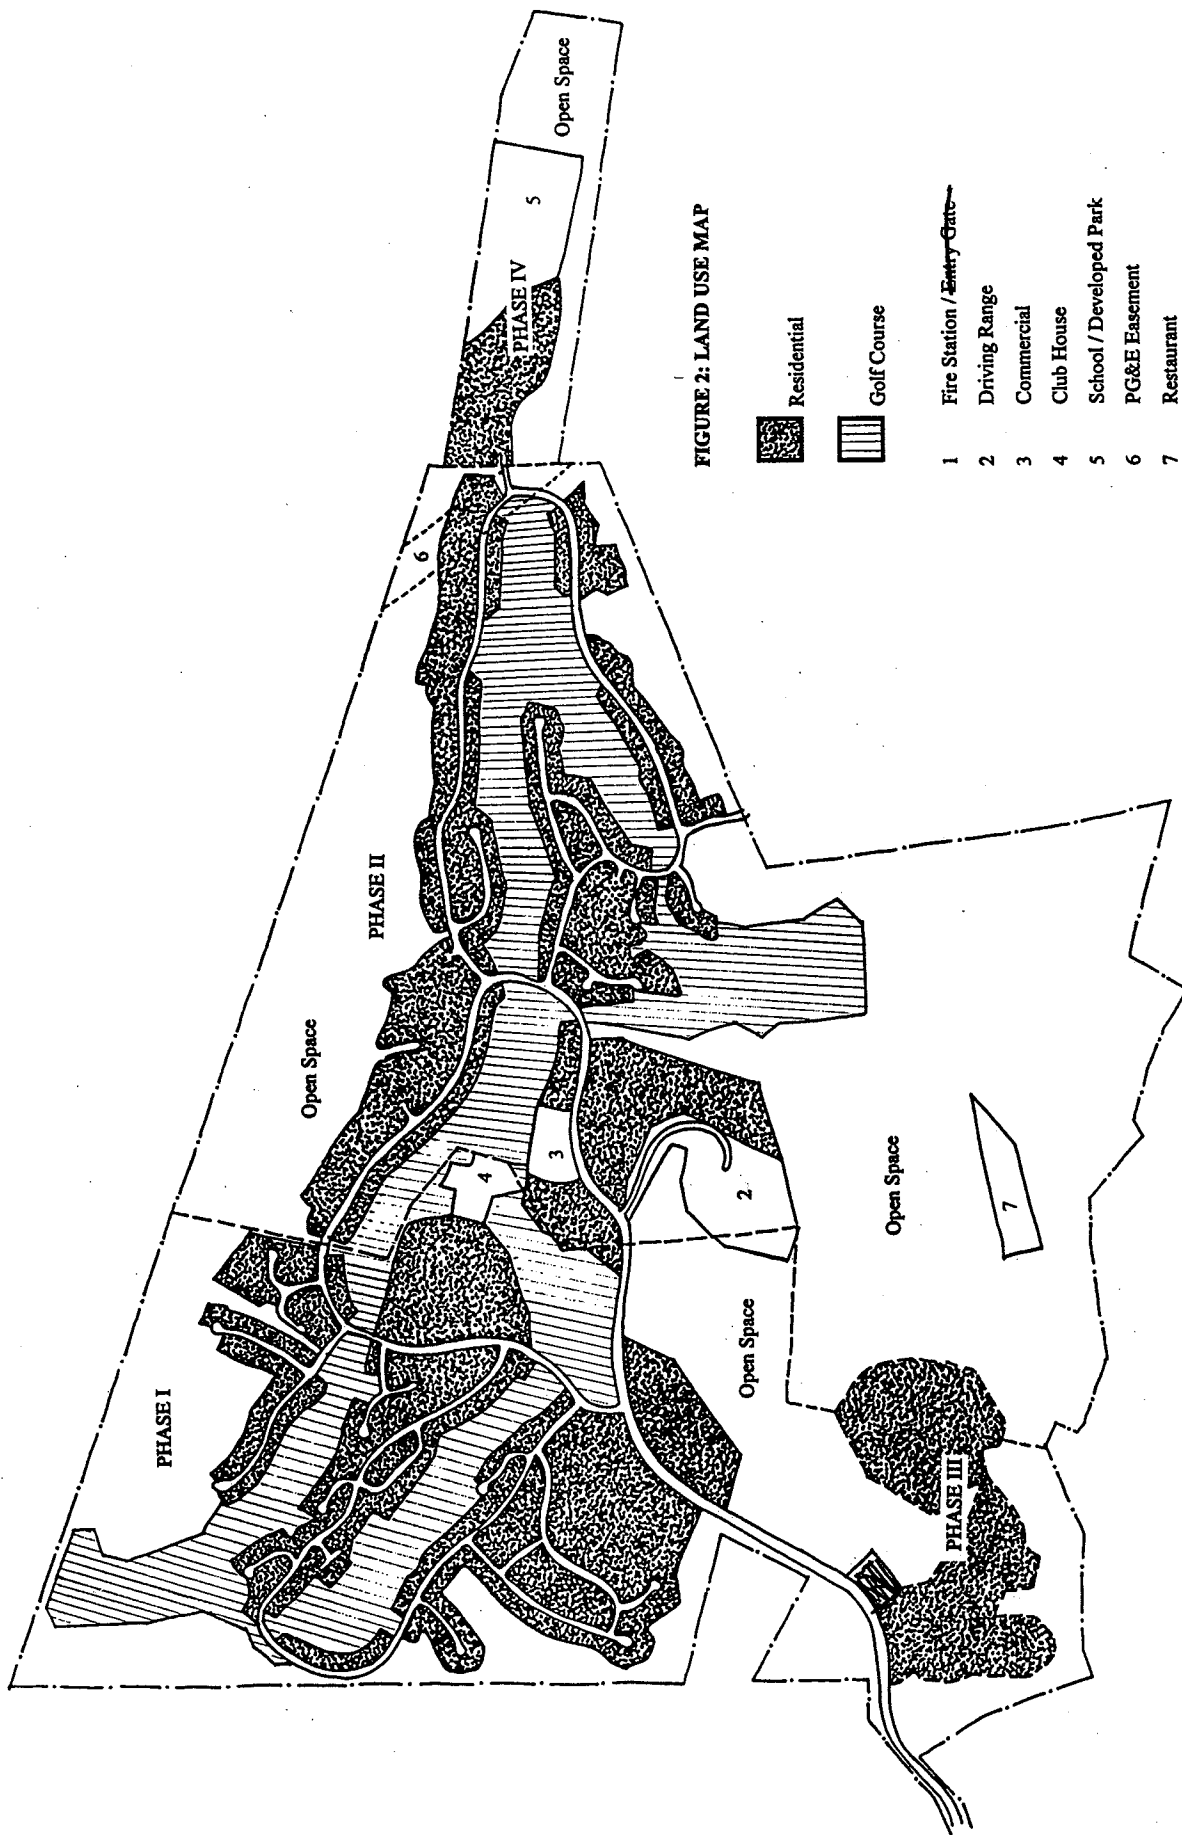 Open Space
5
PHASE IV
6
PHASE II
Open Space
4
3
2
Open Space
7
Open Space
PHASE I
PHASE III
FIGURE 2: LAND USE MAP
Residential
Golf Course
1 Fire Station / Entry Gate
2 Driving Range
3 Commercial
4 Club House
5 School / Developed Park
6 PG&E Easement
7 Restaurant